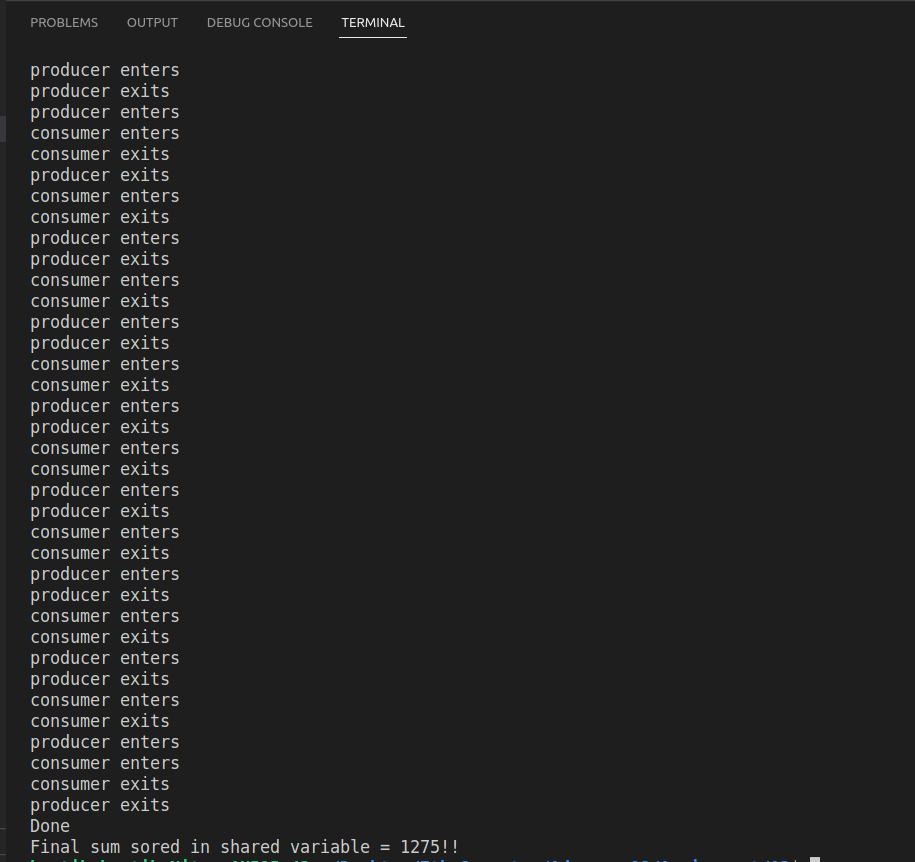 PROBLEMS OUTPUT DEBUG CONSOLE TERMINAL
producer enters
producer exits
producer enters
consumer enters
consumer exits
producer exits
consumer enters
consumer exits
producer enters
producer exits
consumer enters
consumer exits
producer enters
producer exits
consumer enters
consumer exits
producer enters
producer exits
consumer enters
consumer exits
producer enters
producer exits
consumer enters
consumer exits
producer enters
producer exits
consumer enters
consumer exits
producer enters
producer exits
consumer enters
consumer exits
producer enters
consumer enters
consumer exits
producer exits
Done
Final sum sored in shared variable = 1275!!